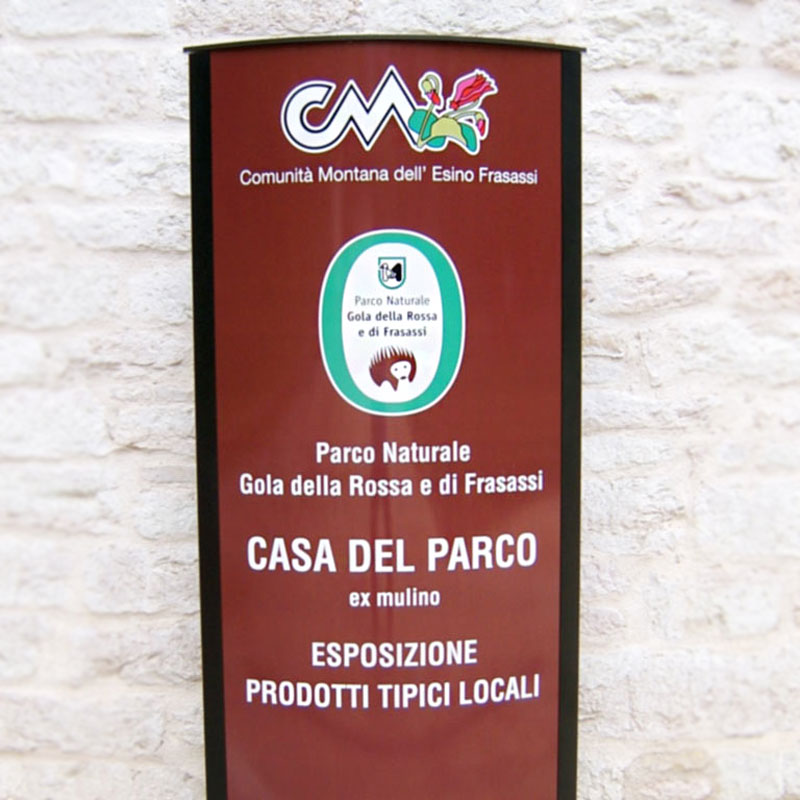 CM
Comunità Montana dell' Esino Frasassi
Parco Naturale
Gola della Rossa
e di Frasassi
Parco Naturale
Gola della Rossa e di Frasassi
CASA DEL PARCO
ex mulino
ESPOSIZIONE
PRODOTTI TIPICI LOCALI